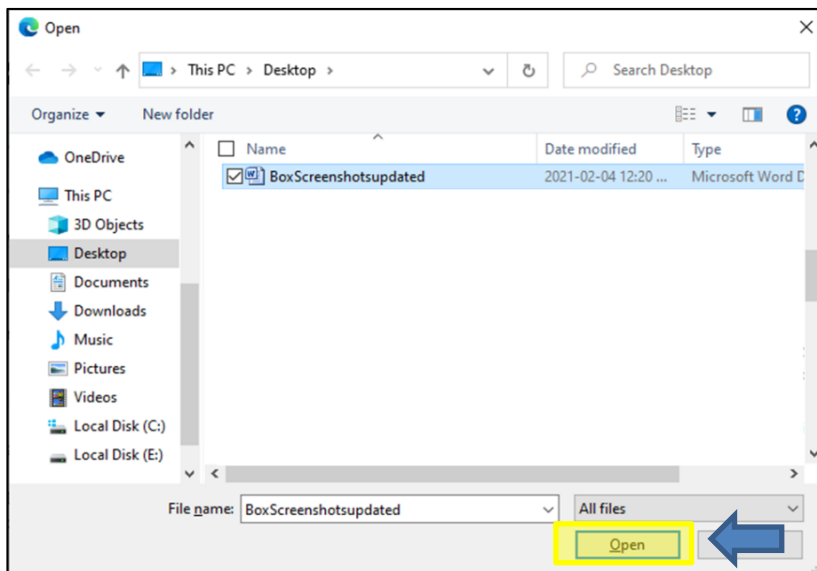 Open
This PC > Desktop >
Search Desktop
Organize
New folder
?
Name
Date modified
Type
BoxScreenshotsupdated
2021-02-04 12:20 ...
Microsoft Word D
OneDrive
This PC
3D Objects
Desktop
Documents
Downloads
Music
Pictures
Videos
Local Disk (C:)
Local Disk (E:)
File name:
BoxScreenshotsupdated
All files
Open